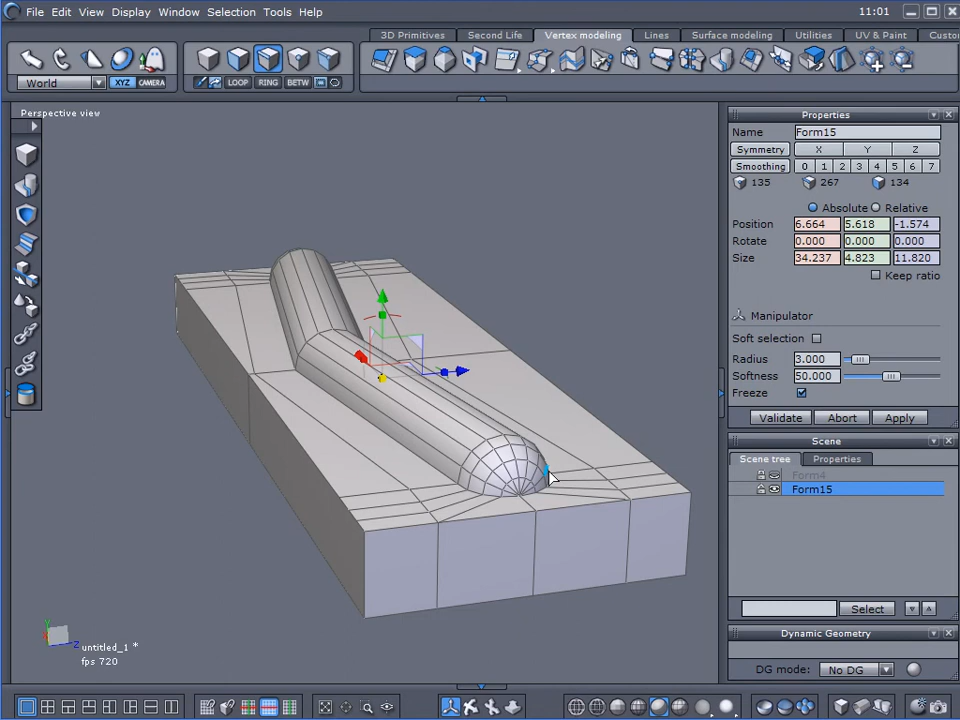 File Edit View Display Window Selection Tools Help 11:01
3D Primitives Second Life Vertex modeling Lines Surface modeling Utilities UV & Paint Custo
World XYZ CAMERA LOOP RING BETW
Perspective view
Properties
Name Form15
Symmetry X Y Z
Smoothing 0 1 2 3 4 5 6 7
135 267 134
Absolute Relative
Position 6.664 5.618 -1.574
Rotate 0.000 0.000 0.000
Size 34.237 4.823 11.820
Keep ratio
Manipulator
Soft selection
Radius 3.000
Softness 50.000
Freeze
Validate Abort Apply
Scene
Scene tree Properties
Form4
Form15
Select
Dynamic Geometry
DG mode: No DG
Y
Z
untitled_1 *
fps 720